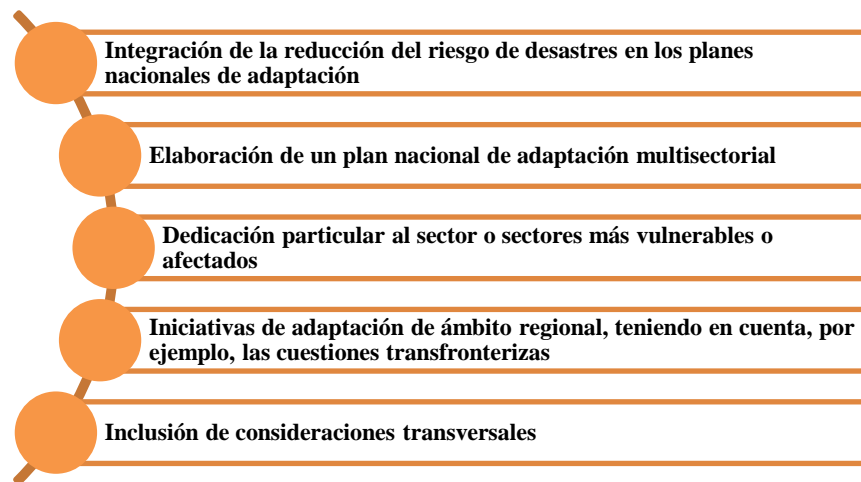 Integración de la reducción del riesgo de desastres en los planes
nacionales de adaptación
Elaboración de un plan nacional de adaptación multisectorial
Dedicación particular al sector o sectores más vulnerables o
afectados
Iniciativas de adaptación de ámbito regional, teniendo en cuenta, por
ejemplo, las cuestiones transfronterizas
Inclusión de consideraciones transversales